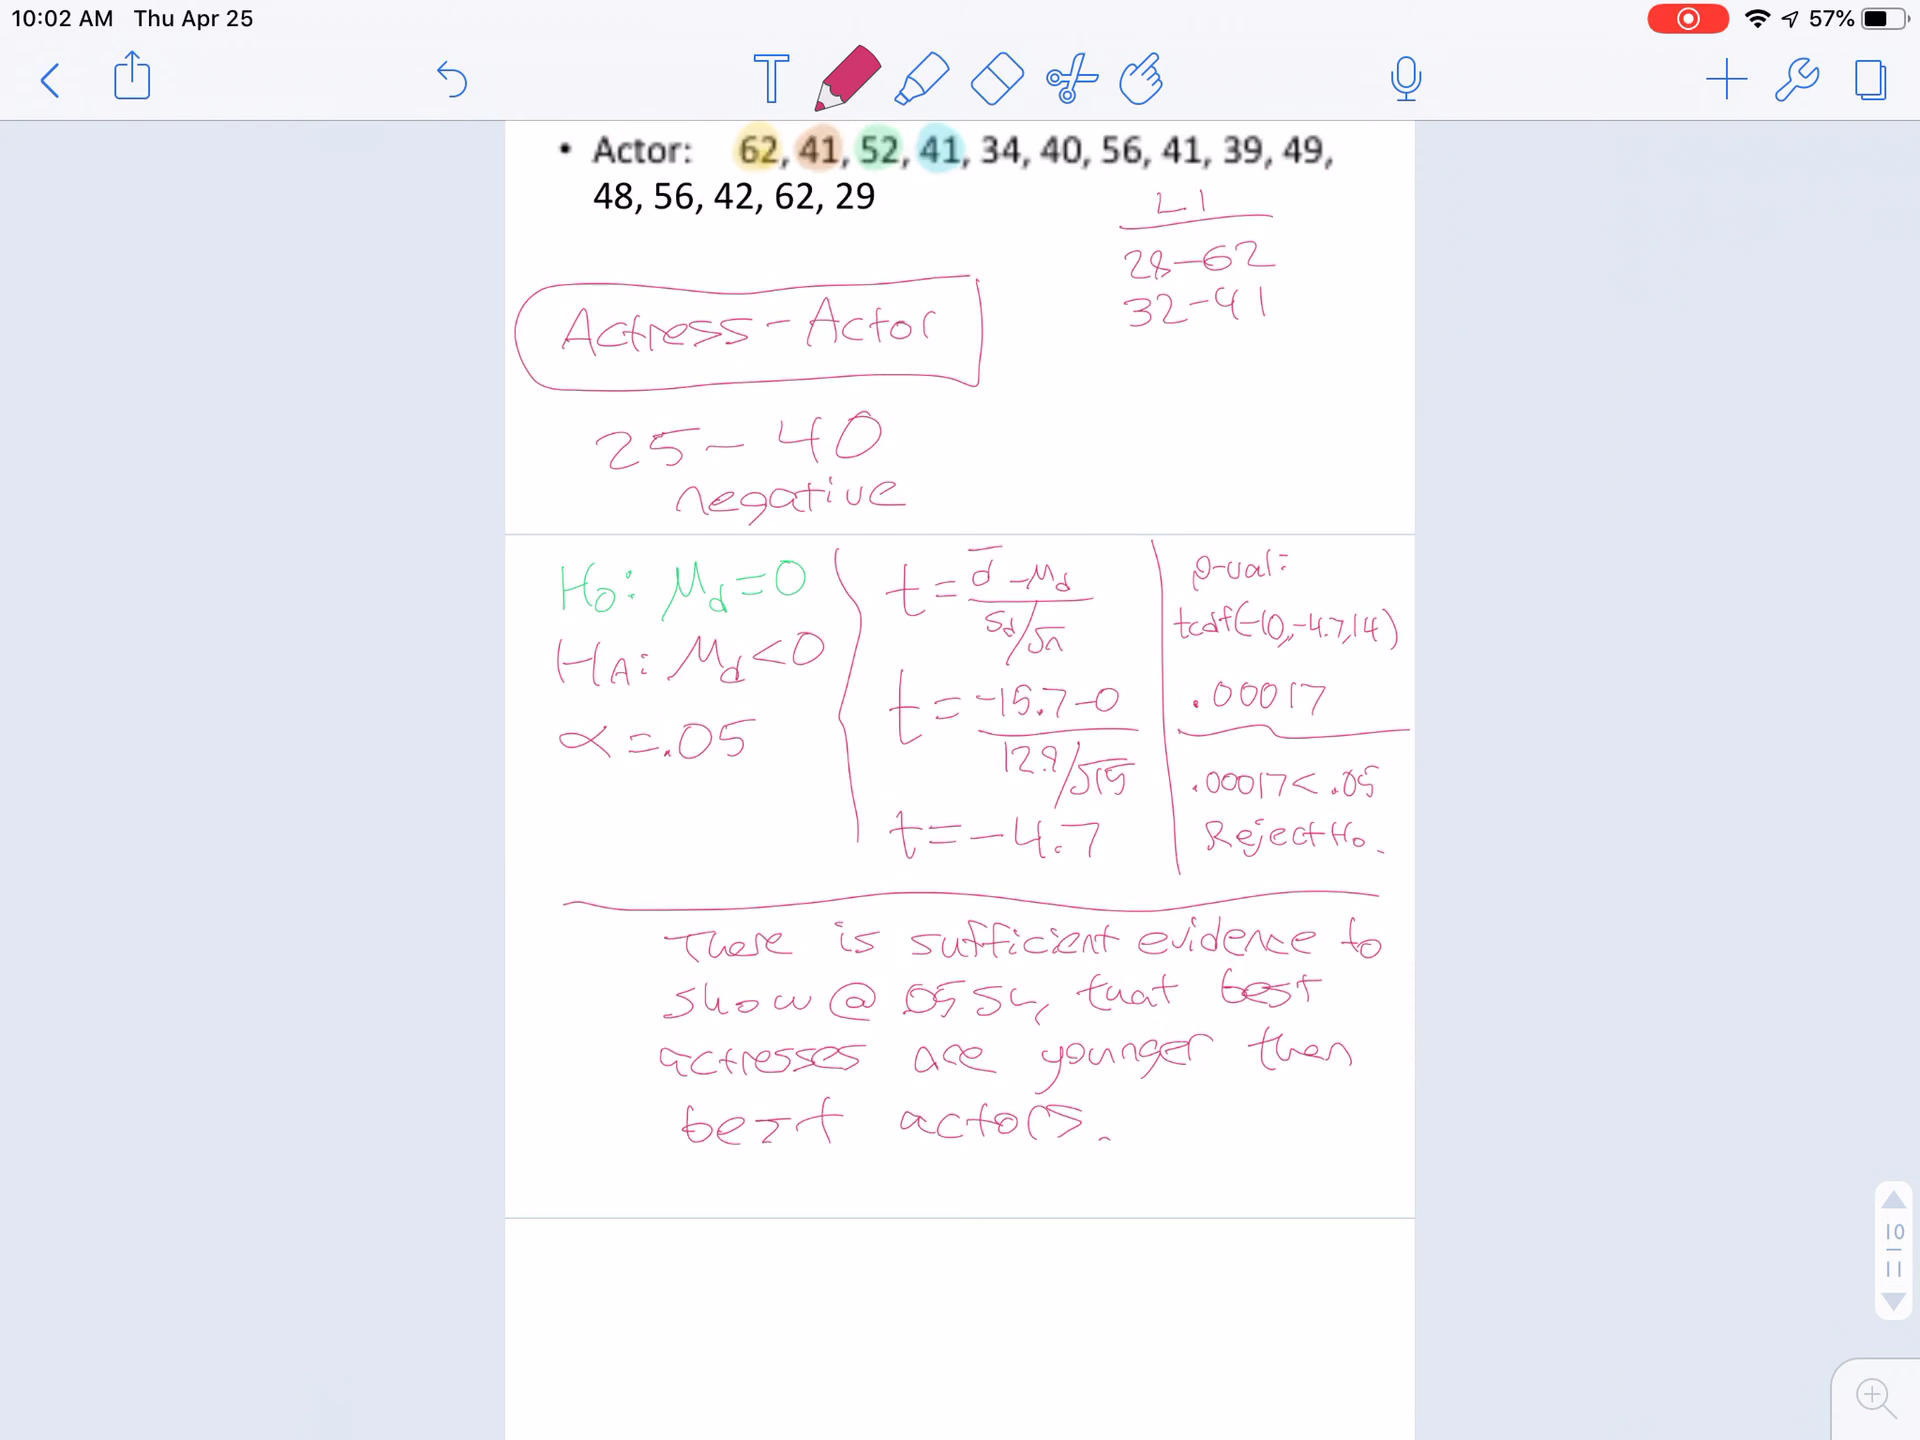 10:02 AM Thu Apr 25
57%
T
• Actor: 62, 41, 52, 41, 34, 40, 56, 41, 39, 49,
48, 56, 42, 62, 29
L1
28-62
32-41
Actress - Actor
25 - 40
negative
H0: μd = 0
HA: μd < 0
α = .05
t = d̅ - μd / sd/√n
t = -15.7 - 0 / 12.9/√15
t = -4.7
p-val:
tcdf(-10, -4.7, 14)
.00017
.00017 < .05
Reject H0.
There is sufficient evidence to
show @ .05 SL, that best
actresses are younger than
best actors.
10
11